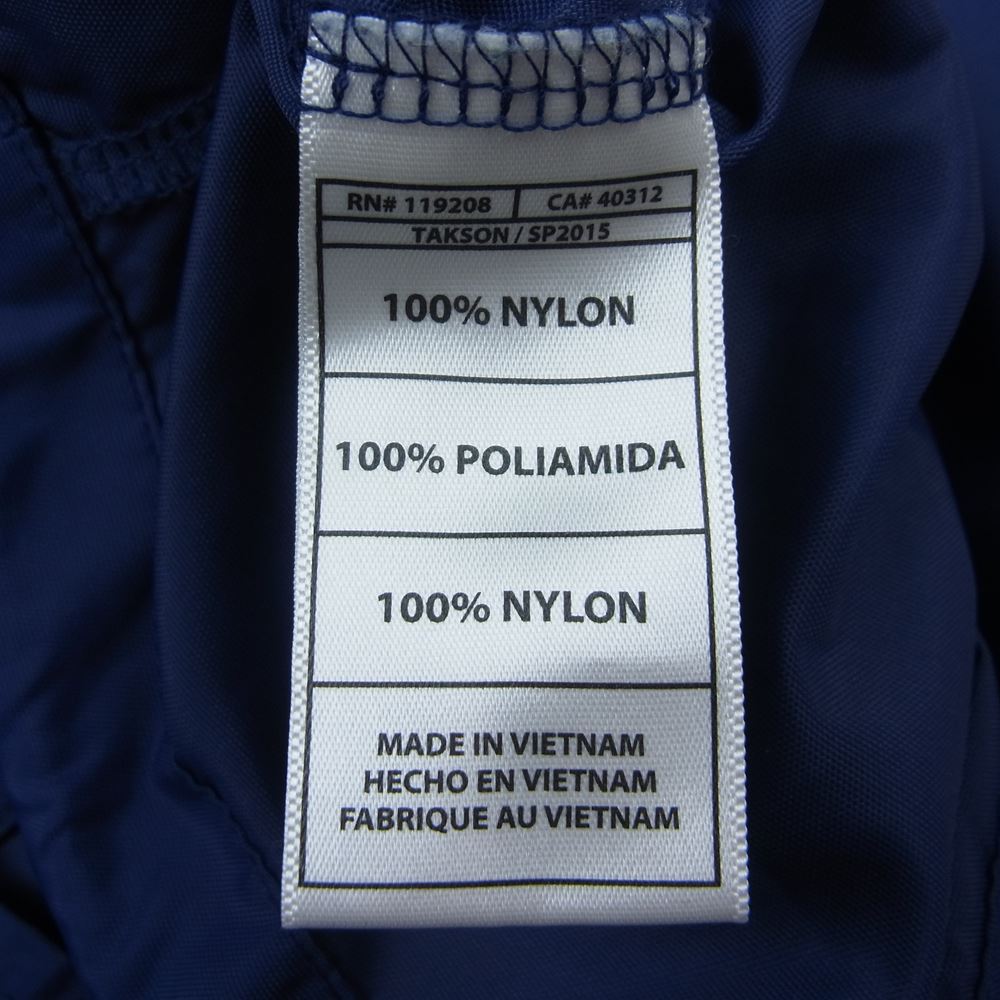 RN# 119208 CA# 40312
TAKSON / SP2015
100% NYLON
100% POLIAMIDA
100% NYLON
MADE IN VIETNAM
HECHO EN VIETNAM
FABRIQUE AU VIETNAM